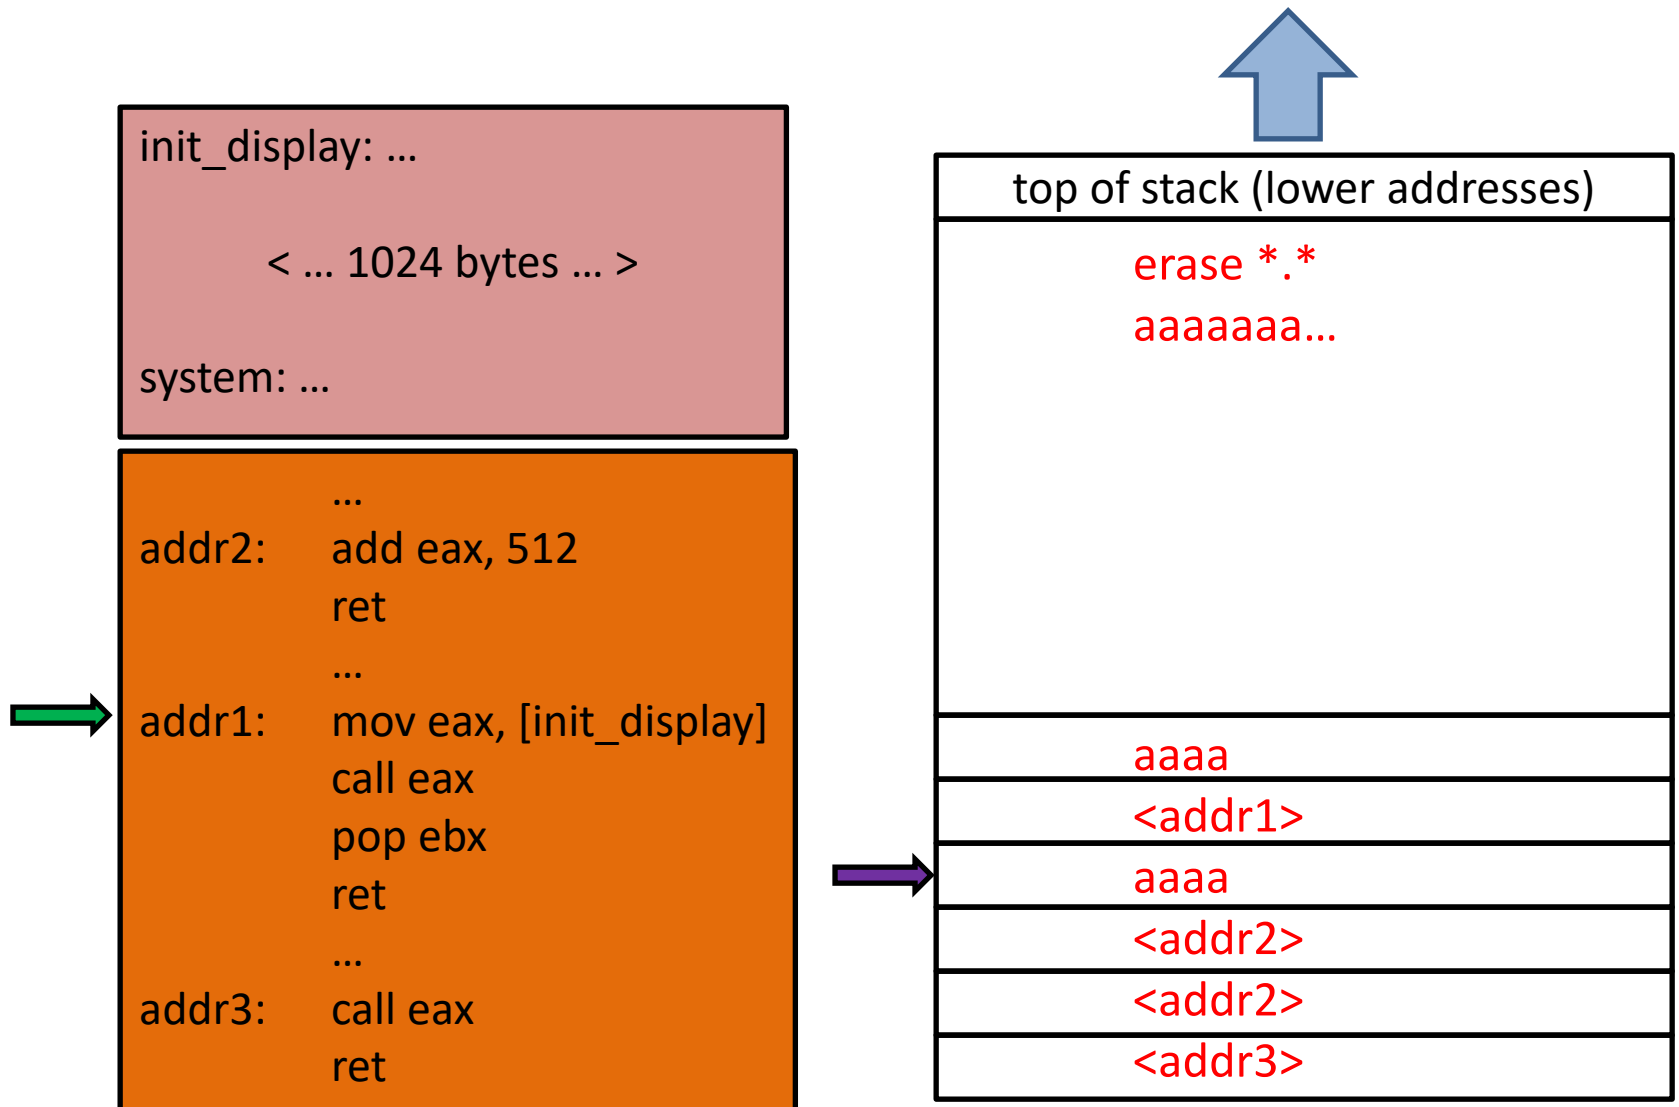 init_display: …
< … 1024 bytes … >
system: …
…
addr2: add eax, 512
ret
…
addr1: mov eax, [init_display]
call eax
pop ebx
ret
…
addr3: call eax
ret
top of stack (lower addresses)
erase *.*
aaaaaaa…
aaaa
<addr1>
aaaa
<addr2>
<addr2>
<addr3>